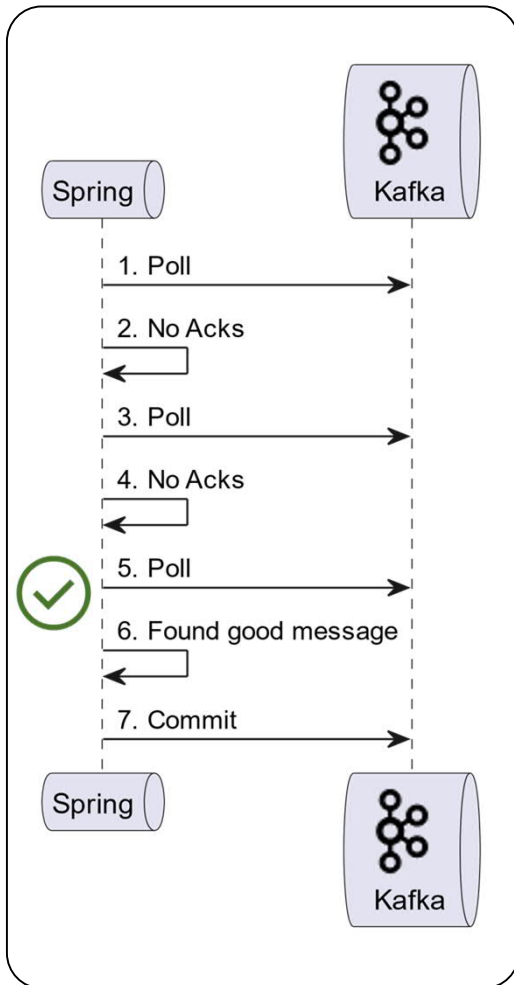 Spring
Kafka
1. Poll
2. No Acks
3. Poll
4. No Acks
5. Poll
6. Found good message
7. Commit
Spring
Kafka